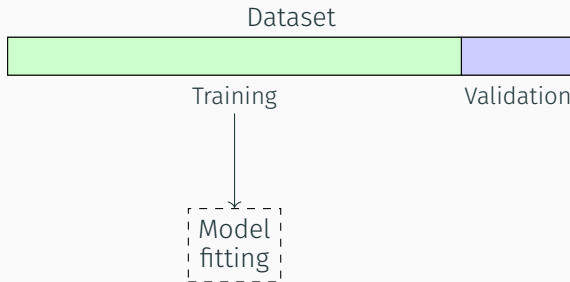 Dataset
Training
Validation
Model
fitting